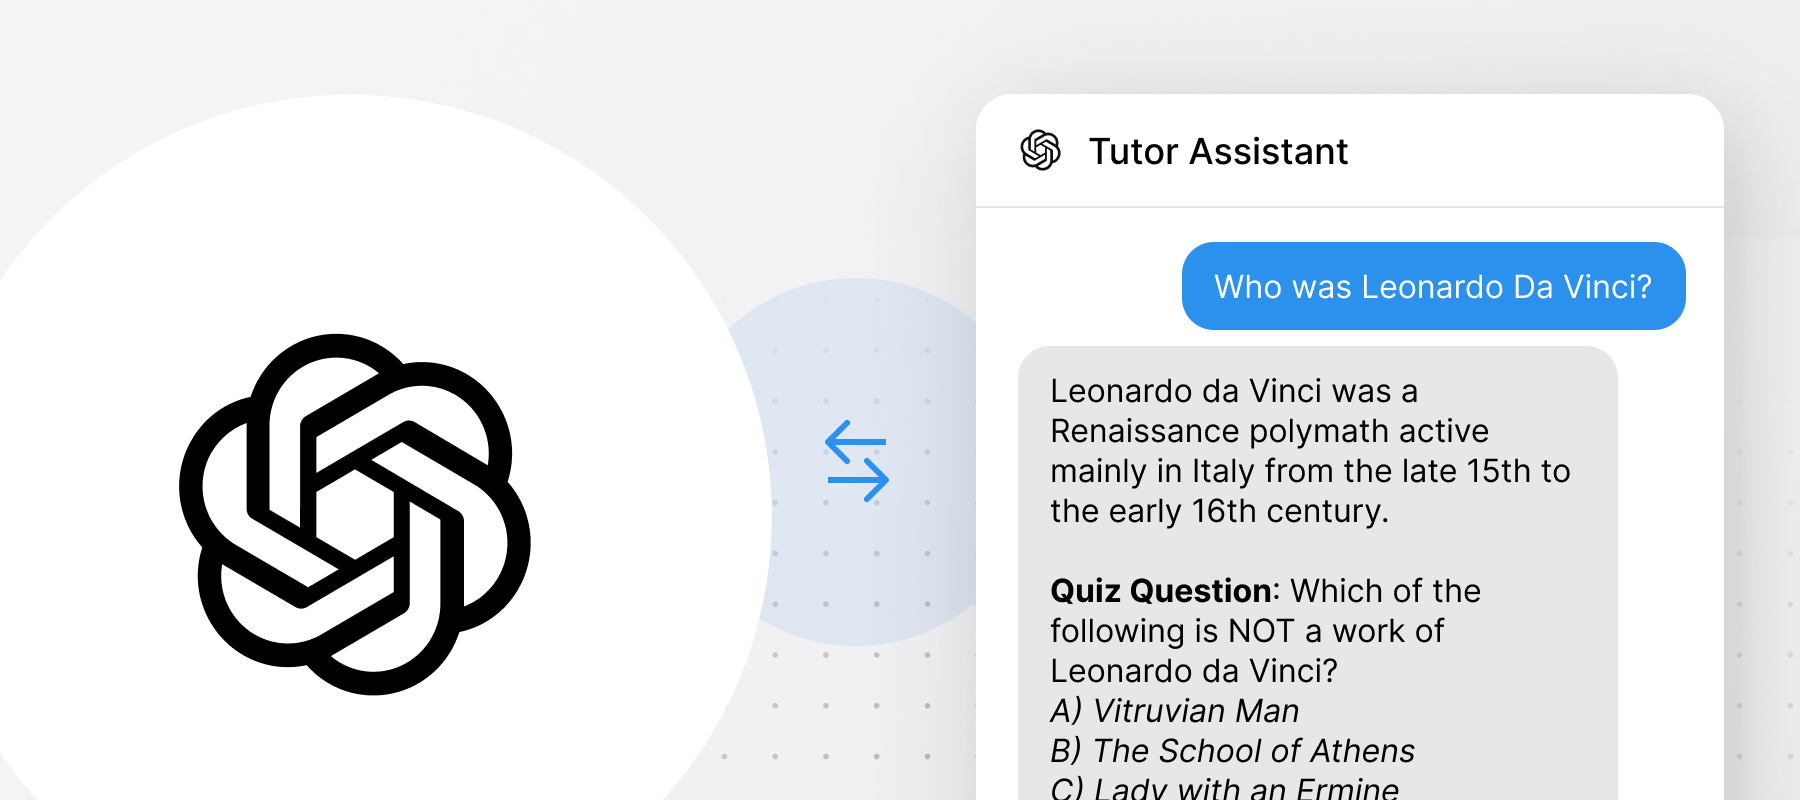 Tutor Assistant
Who was Leonardo Da Vinci?
Leonardo da Vinci was a
Renaissance polymath active
mainly in Italy from the late 15th to
the early 16th century.
Quiz Question: Which of the
following is NOT a work of
Leonardo da Vinci?
A) Vitruvian Man
B) The School of Athens
C) Lady with an Ermine